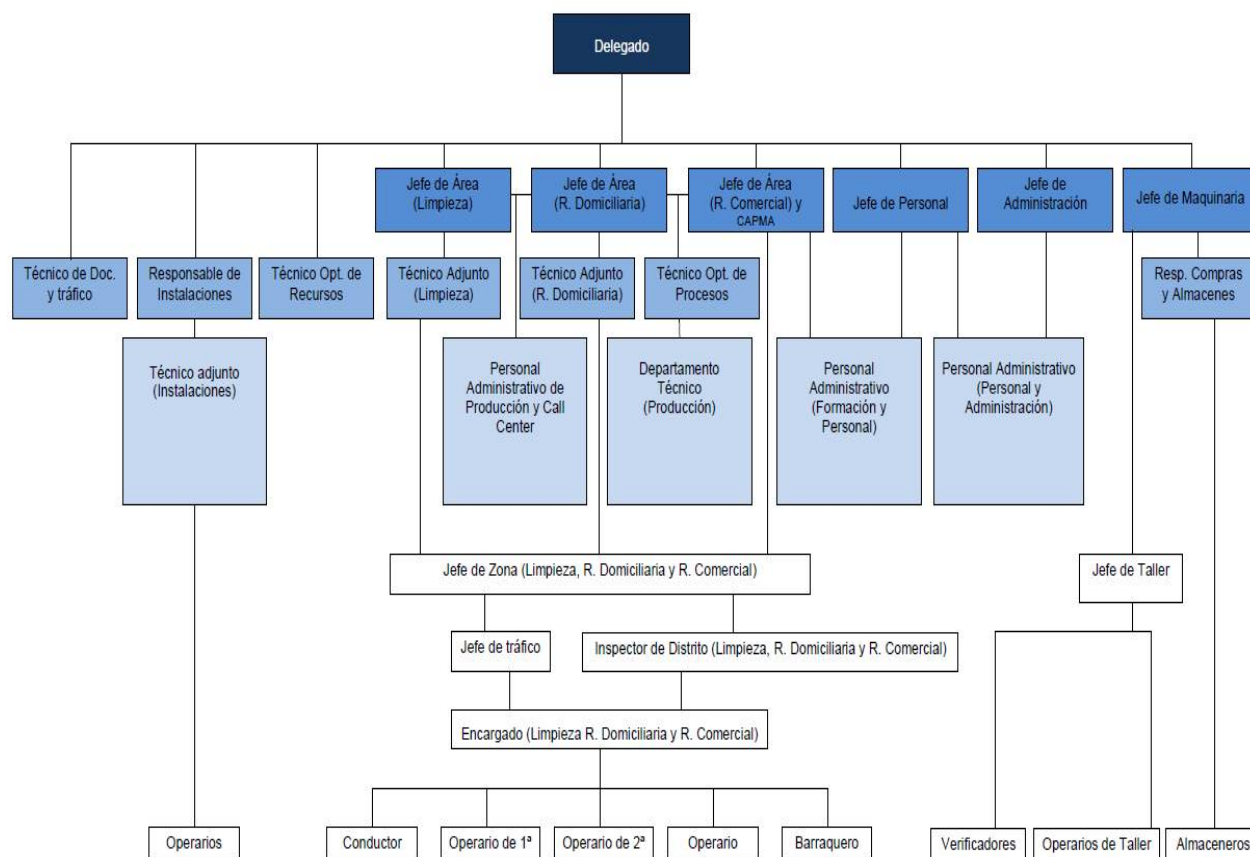 Delegado
Jefe de Área
(Limpieza)
Jefe de Área
(R. Domiciliaria)
Jefe de Área
(R. Comercial) y
CAPMA
Jefe de Personal
Jefe de
Administración
Jefe de Maquinaria
Técnico de Doc.
y tráfico
Responsable de
Instalaciones
Técnico Opt. de
Recursos
Técnico Adjunto
(Limpieza)
Técnico Adjunto
(R. Domiciliaria)
Técnico Opt. de
Procesos
Resp. Compras
y Almacenes
Técnico adjunto
(Instalaciones)
Personal
Administrativo de
Producción y Call
Center
Departamento
Técnico
(Producción)
Personal
Administrativo
(Formación y
Personal)
Personal Administrativo
(Personal y
Administración)
Jefe de Zona (Limpieza, R. Domiciliaria y R. Comercial)
Jefe de Taller
Jefe de tráfico
Inspector de Distrito (Limpieza, R. Domiciliaria y R. Comercial)
Encargado (Limpieza R. Domiciliaria y R. Comercial)
Operarios
Conductor
Operario de 1ª
Operario de 2ª
Operario
Barraquero
Verificadores
Operarios de Taller
Almaceneros